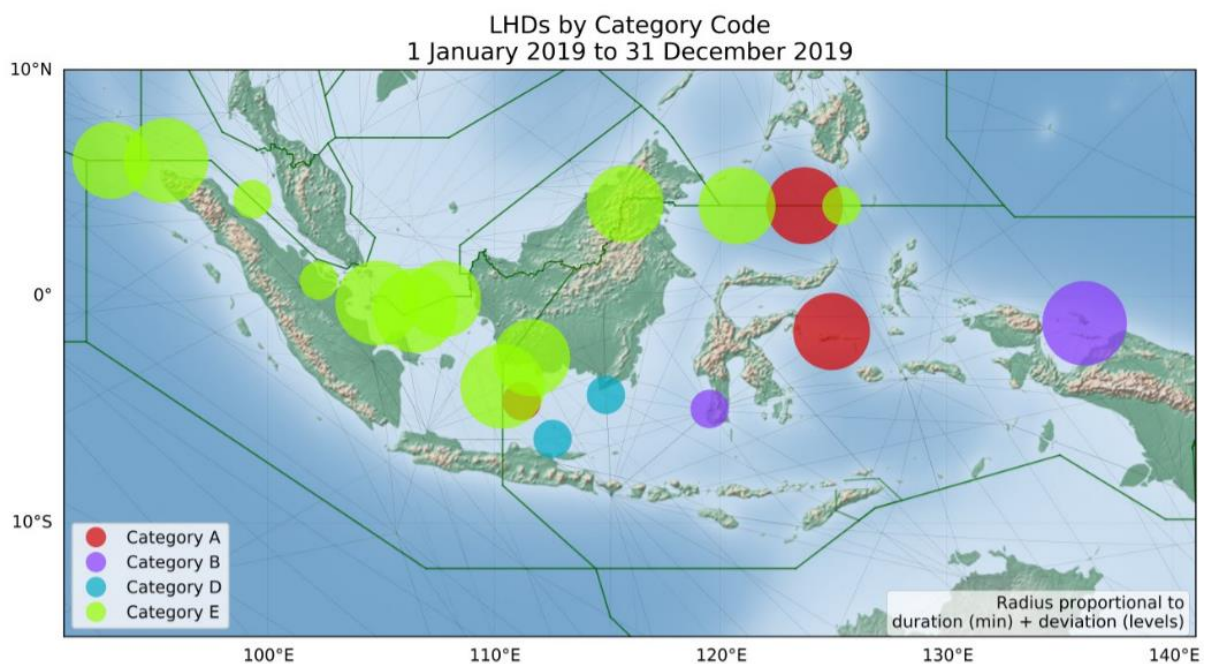 LHDs by Category Code
1 January 2019 to 31 December 2019
10°N
0°
10°S
Category A
Category B
Category D
Category E
Radius proportional to
duration (min) + deviation (levels)
100°E
110°E
120°E
130°E
140°E